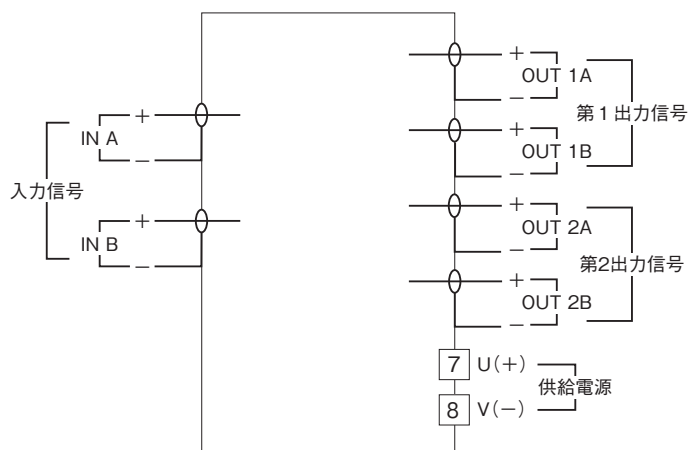 入力信号
IN A
+
−
IN B
+
−
+
OUT 1A
−
+
OUT 1B
−
第1出力信号
+
OUT 2A
−
+
OUT 2B
−
第2出力信号
7 U(+)
8 V(−)
供給電源